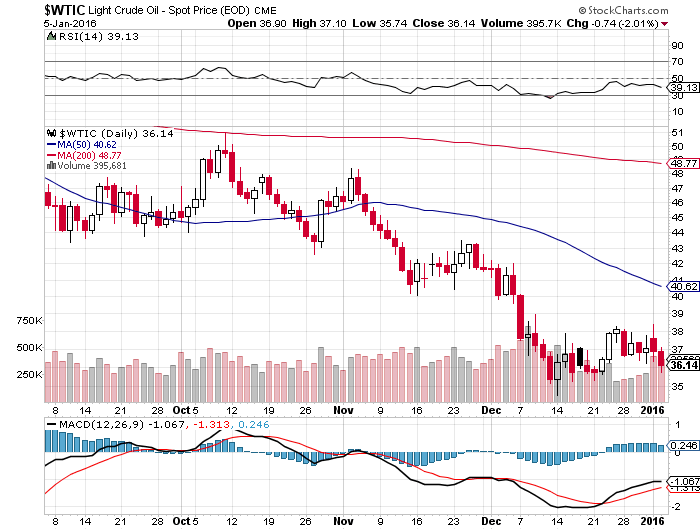 $WTIC Light Crude Oil - Spot Price (EOD) CME © StockCharts.com
5-Jan-2016 Open 36.90 High 37.10 Low 35.74 Close 36.14 Volume 395.7K Chg -0.74 (-2.01%)
RSI(14) 39.13
90
70
50
39.13
30
10
$WTIC (Daily) 36.14
MA(50) 40.62
MA(200) 48.77
Volume 395,681
51
50
49
48.77
48
47
46
45
44
43
42
41
40.62
40
39
38
37
36.14
35
750K
500K
250K
8 14 21 28 Oct 5 12 19 26 Nov 9 16 23 Dec 7 14 21 28 2016
MACD(12,26,9) -1.067, -1.313, 0.246
1
0.246
-1.067
-1.313
-2
8 14 21 28 Oct 5 12 19 26 Nov 9 16 23 Dec 7 14 21 28 2016